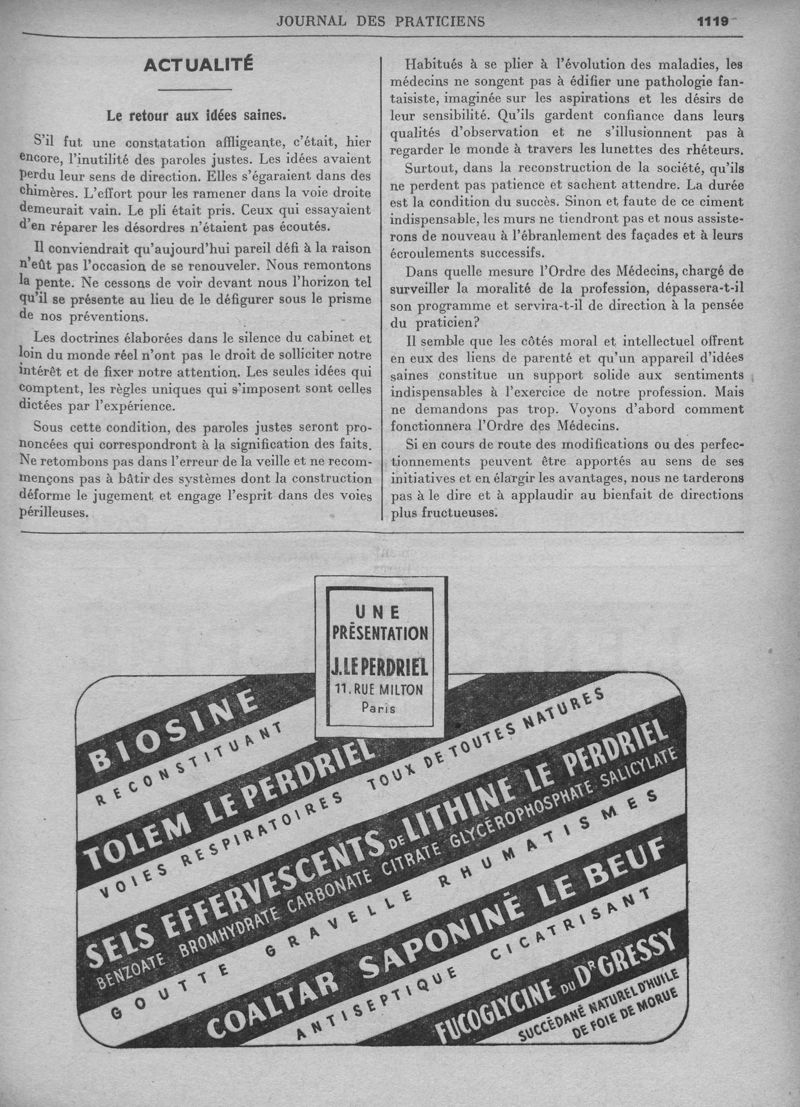 JOURNAL DES PRATICIENS 1119
ACTUALITÉ
Le retour aux idées saines.
S'il fut une constatation affligeante, c'était, hier
encore, l'inutilité des paroles justes. Les idées avaient
perdu leur sens de direction. Elles s'égaraient dans des
chimères. L'effort pour les ramener dans la voie droite
demeurait vain. Le pli était pris. Ceux qui essayaient
d'en réparer les désordres n'étaient pas écoutés.
Il conviendrait qu'aujourd'hui pareil défi à la raison
n'eût pas l'occasion de se renouveler. Nous remontons
la pente. Ne cessons de voir devant nous l'horizon tel
qu'il se présente au lieu de le défigurer sous le prisme
de nos préventions.
Les doctrines élaborées dans le silence du cabinet et
loin du monde réel n'ont pas le droit de solliciter notre
intérêt et de fixer notre attention. Les seules idées qui
comptent, les règles uniques qui s'imposent sont celles
dictées par l'expérience.
Sous cette condition, des paroles justes seront pro-
noncées qui correspondront à la signification des faits.
Ne retombons pas dans l'erreur de la veille et ne recom-
mençons pas à bâtir des systèmes dont la construction
déforme le jugement et engage l'esprit dans des voies
périlleuses.
Habitués à se plier à l'évolution des maladies, les
médecins ne songent pas à édifier une pathologie fan-
taisiste, imaginée sur les aspirations et les désirs de
leur sensibilité. Qu'ils gardent confiance dans leurs
qualités d'observation et ne s'illusionnent pas à
regarder le monde à travers les lunettes des rhéteurs.
Surtout, dans la reconstruction de la société, qu'ils
ne perdent pas patience et sachent attendre. La durée
est la condition du succès. Sinon et faute de ce ciment
indispensable, les murs ne tiendront pas et nous assiste-
rons de nouveau à l'ébranlement des façades et à leurs
écroulements successifs.
Dans quelle mesure l'Ordre des Médecins, chargé de
surveiller la moralité de la profession, dépassera-t-il
son programme et servira-t-il de direction à la pensée
du praticien?
Il semble que les côtés moral et intellectuel offrent
en eux des liens de parenté et qu'un appareil d'idées
saines constitue un support solide aux sentiments
indispensables à l'exercice de notre profession. Mais
ne demandons pas trop. Voyons d'abord comment
fonctionnera l'Ordre des Médecins.
Si en cours de route des modifications ou des perfec-
tionnements peuvent être apportés au sens de ses
initiatives et en élargir les avantages, nous ne tarderons
pas à le dire et à applaudir au bienfait de directions
plus fructueuses.
UNE
PRÉSENTATION
J. LE PERDRIEL
11, RUE MILTON
Paris
BIOSINE
RECONSTITUANT
TOLEM LE PERDRIEL
VOIES RESPIRATOIRES TOUX DE TOUTES NATURES
SELS EFFERVESCENTS DE LITHINE LE PERDRIEL
BENZOATE BROMHYDRATE CARBONATE CITRATE GLYCÉROPHOSPHATE SALICYLATE
GOUTTE GRAVELLE RHUMATISMES
COALTAR SAPONINÉ LE BEUF
ANTISEPTIQUE CICATRISANT
FUCOGLYCINE DU Dr GRESSY
SUCCÉDANÉ NATUREL D'HUILE
DE FOIE DE MORUE